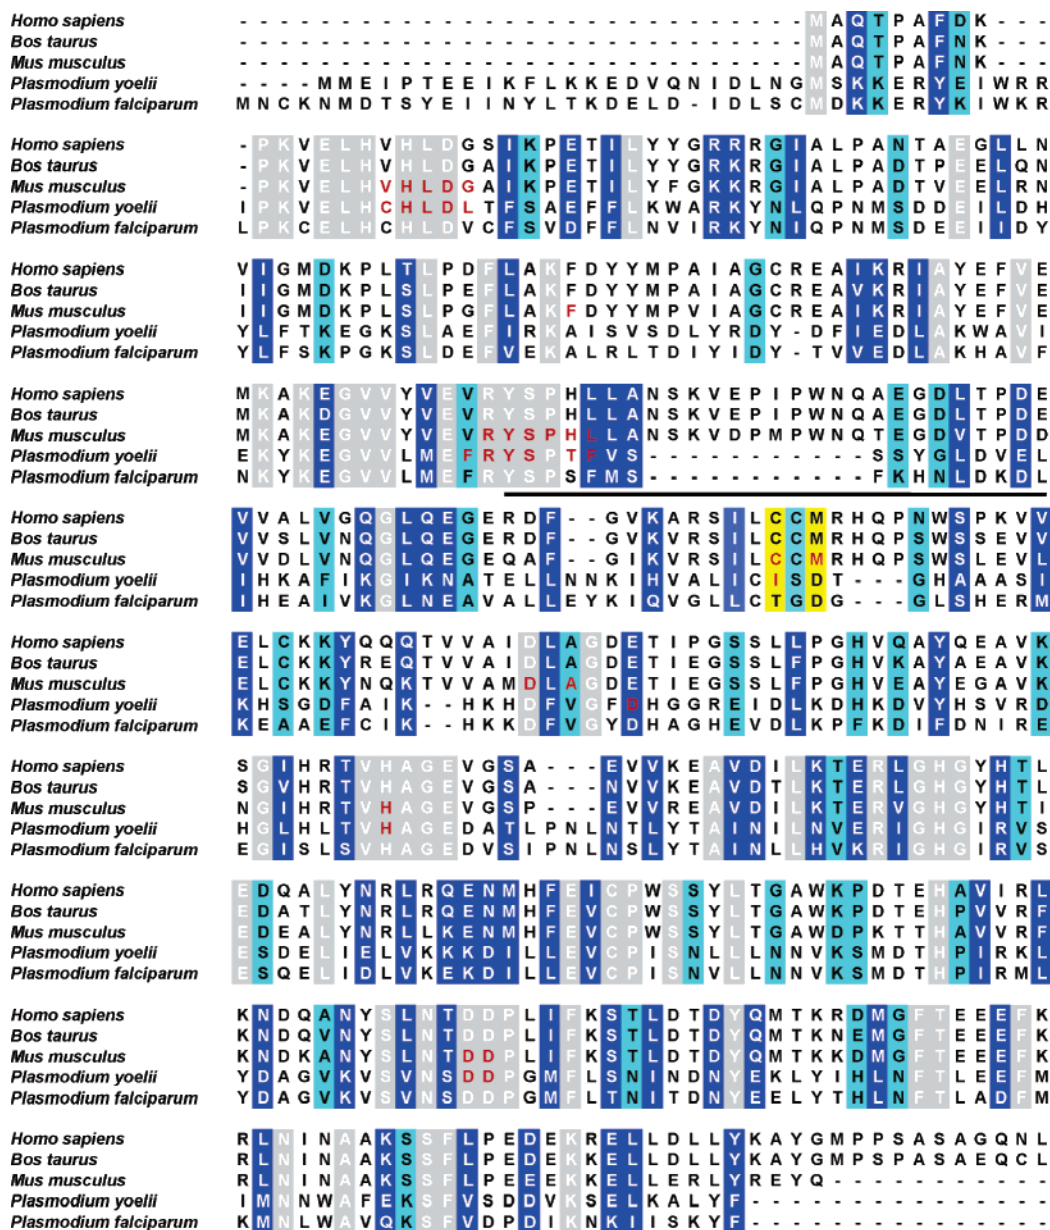 Homo sapiens - - - - - - - - - - - - - - - - - - - - - - - - - - - - M A Q T P A F D K - - -
Bos taurus - - - - - - - - - - - - - - - - - - - - - - - - - - - - M A Q T P A F N K - - -
Mus musculus - - - - - - - - - - - - - - - - - - - - - - - - - - - - M A Q T P A F N K - - -
Plasmodium yoelii - - - - M M E I P T E E I K F L K K E D V Q N I D L N G M S K K E R Y E I W R R
Plasmodium falciparum M N C K N M D T S Y E I I N Y L T K D E L D - I D L S C M D K K E R Y K I W K R
Homo sapiens - P K V E L H V H L D G S I K P E T I L Y Y G R R R G I A L P A N T A E G L L N
Bos taurus - P K V E L H V H L D G A I K P E T I L Y Y G R K R G I A L P A D T P E E L Q N
Mus musculus - P K V E L H V H L D G A I K P E T I L Y F G K K R G I A L P A D T V E E L R N
Plasmodium yoelii I P K V E L H C H L D L T F S A E F F L K W A R K Y N L Q P N M S D D E I L D H
Plasmodium falciparum L P K C E L H C H L D V C F S V D F F L N V I R K Y N I Q P N M S D E E I I D Y
Homo sapiens V I G M D K P L T L P D F L A K F D Y Y M P A I A G C R E A I K R I A Y E F V E
Bos taurus I I G M D K P L S L P E F L A K F D Y Y M P A I A G C R E A V K R I A Y E F V E
Mus musculus I I G M D K P L S L P G F L A K F D Y Y M P V I A G C R E A I K R I A Y E F V E
Plasmodium yoelii Y L F T K E G K S L A E F I R K A I S V S D L Y R D Y - D F I E D L A K W A V I
Plasmodium falciparum Y L F S K P G K S L D E F V E K A L R L T D I Y I D Y - T V V E D L A K H A V F
Homo sapiens M K A K E G V V Y V E V R Y S P H L L A N S K V E P I P W N Q A E G D L T P D E
Bos taurus M K A K D G V V Y V E V R Y S P H L L A N S K V E P I P W N Q A E G D L T P D E
Mus musculus M K A K E G V V Y V E V R Y S P H L L A N S K V D P M P W N Q T E G D V T P D D
Plasmodium yoelii E K Y K E G V V L M E F R Y S P T F V S - - - - - - - - - - - S S Y G L D V E L
Plasmodium falciparum N K Y K E G V V L M E F R Y S P S F M S - - - - - - - - - - - F K H N L D K D L
Homo sapiens V V A L V G Q G L Q E G E R D F - - G V K A R S I L C C M R H Q P N W S P K V V
Bos taurus V V S L V N Q G L Q E G E R D F - - G V K V R S I L C C M R H Q P S W S S E V V
Mus musculus V V D L V N Q G L Q E G E Q A F - - G I K V R S I L C C M R H Q P S W S L E V L
Plasmodium yoelii I H K A F I K G I K N A T E L L N N K I H V A L I C I S D T - - - G H A A A S I
Plasmodium falciparum I H E A I V K G L N E A V A L L E Y K I Q V G L L C T G D G - - - G L S H E R M
Homo sapiens E L C K K Y Q Q Q T V V A I D L A G D E T I P G S S L L P G H V Q A Y Q E A V K
Bos taurus E L C K K Y R E Q T V V A I D L A G D E T I E G S S L F P G H V K A Y A E A V K
Mus musculus E L C K K Y N Q K T V V A M D L A G D E T I E G S S L F P G H V E A Y E G A V K
Plasmodium yoelii K H S G D F A I K - - H K H D F V G F D H G G R E I D L K D H K D V Y H S V R D
Plasmodium falciparum K E A A E F C I K - - H K K D F V G Y D H A G H E V D L K P F K D I F D N I R E
Homo sapiens S G I H R T V H A G E V G S A - - - E V V K E A V D I L K T E R L G H G Y H T L
Bos taurus S G V H R T V H A G E V G S A - - - N V V K E A V D T L K T E R L G H G Y H T L
Mus musculus N G I H R T V H A G E V G S P - - - E V V R E A V D I L K T E R V G H G Y H T I
Plasmodium yoelii H G L H L T V H A G E D A T L P N L N T L Y T A I N I L N V E R I G H G I R V S
Plasmodium falciparum E G I S L S V H A G E D V S I P N L N S L Y T A I N L L H V K R I G H G I R V S
Homo sapiens E D Q A L Y N R L R Q E N M H F E I C P W S S Y L T G A W K P D T E H A V I R L
Bos taurus E D A T L Y N R L R Q E N M H F E V C P W S S Y L T G A W K P D T E H P V V R F
Mus musculus E D E A L Y N R L L K E N M H F E V C P W S S Y L T G A W D P K T T H A V V R F
Plasmodium yoelii E S D E L I E L V K K K D I L L E V C P I S N L L L N N V K S M D T H P I R K L
Plasmodium falciparum E S Q E L I D L V K E K D I L L E V C P I S N V L L N N V K S M D T H P I R M L
Homo sapiens K N D Q A N Y S L N T D D P L I F K S T L D T D Y Q M T K R D M G F T E E E F K
Bos taurus K N D Q V N Y S L N T D D P L I F K S T L D T D Y Q M T K N E M G F T E E E F K
Mus musculus K N D K A N Y S L N T D D P L I F K S T L D T D Y Q M T K K D M G F T E E E F K
Plasmodium yoelii Y D A G V K V S V N S D D P G M F L S N I N D N Y E K L Y I H L N F T L E E F M
Plasmodium falciparum Y D A G V K V S V N S D D P G M F L T N I T D N Y E E L Y T H L N F T L A D F M
Homo sapiens R L N I N A A K S S F L P E D E K R E L L D L L Y K A Y G M P P S A S A G Q N L
Bos taurus R L N I N A A K S S F L P E D E K K E L L D L L Y K A Y G M P S P A S A E Q C L
Mus musculus R L N I N A A K S S F L P E E E K K E L L E R L Y R E Y Q - - - - - - - - - - -
Plasmodium yoelii I M N N W A F E K S F V S D D V K S E L K A L Y F - - - - - - - - - - - - - - -
Plasmodium falciparum K M N L W A V Q K S F V D P D I K N K I I S K Y F - - - - - - - - - - - - - - -